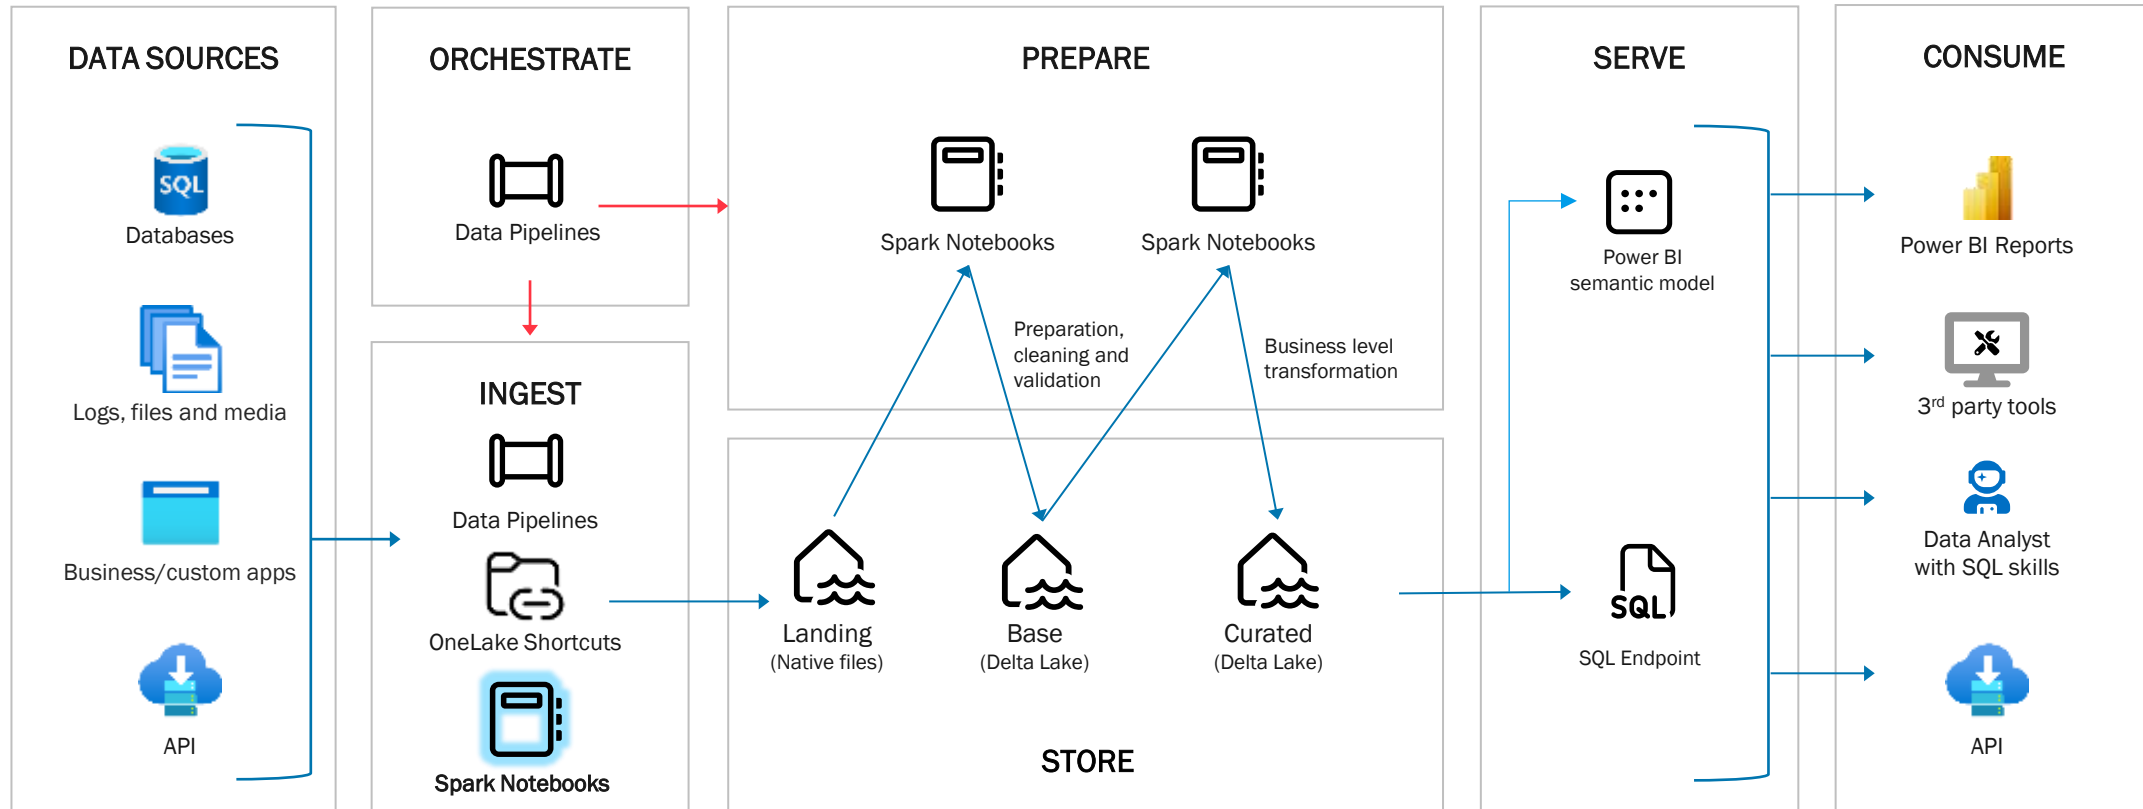 DATA SOURCES
SQL
Databases
Logs, files and media
Business/custom apps
API
ORCHESTRATE
Data Pipelines
INGEST
Data Pipelines
OneLake Shortcuts
Spark Notebooks
PREPARE
Spark Notebooks
Spark Notebooks
Preparation,
cleaning and
validation
Business level
transformation
Landing
(Native files)
Base
(Delta Lake)
Curated
(Delta Lake)
STORE
SERVE
Power BI
semantic model
SQL
SQL Endpoint
CONSUME
Power BI Reports
3rd party tools
Data Analyst
with SQL skills
API